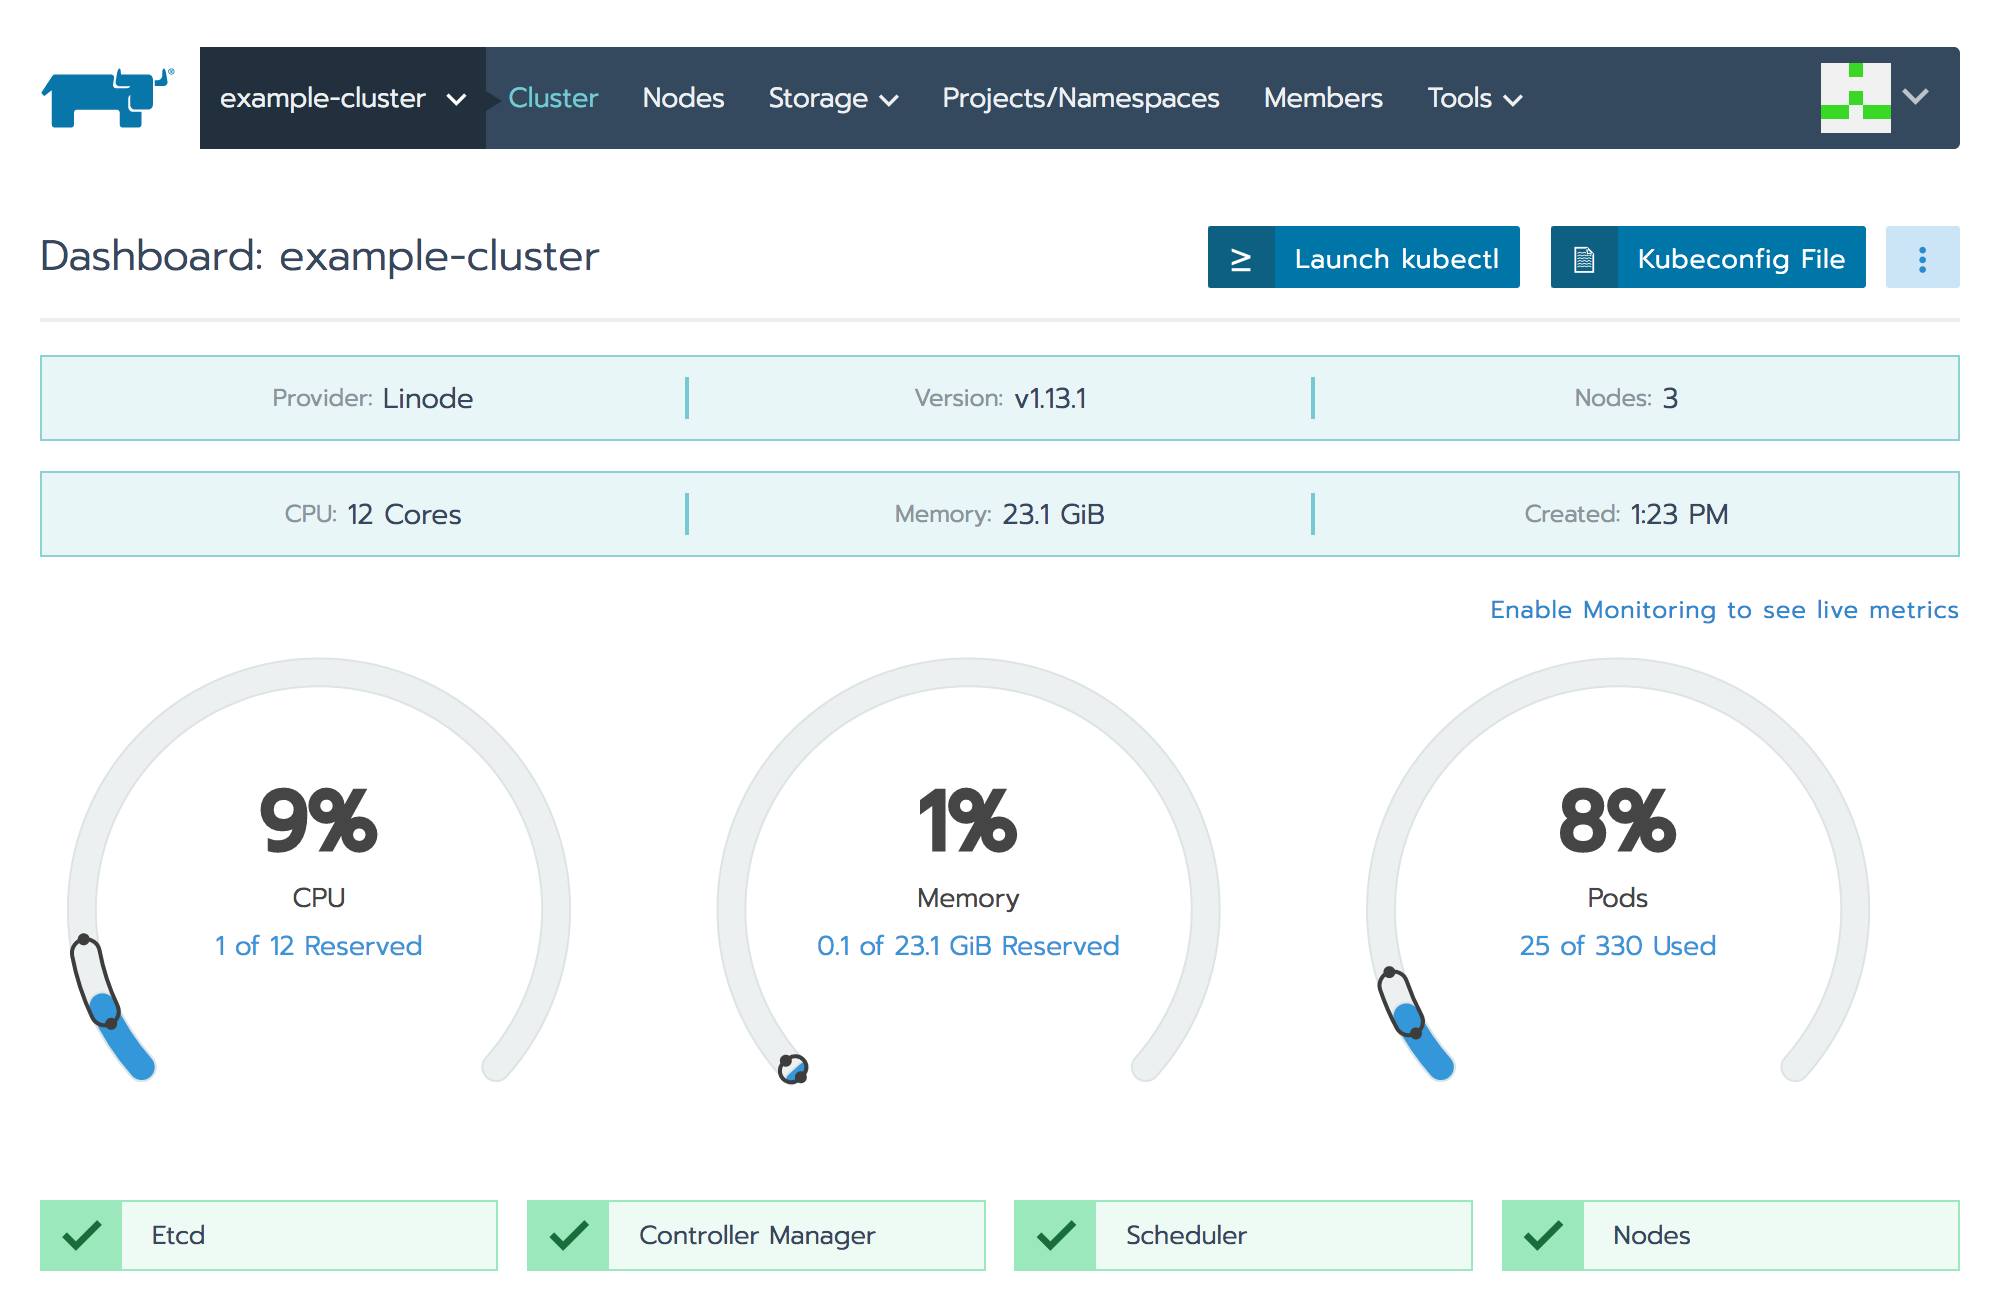 example-cluster Cluster Nodes Storage Projects/Namespaces Members Tools
Dashboard: example-cluster
Launch kubectl
Kubeconfig File
Provider: Linode
Version: v1.13.1
Nodes: 3
CPU: 12 Cores
Memory: 23.1 GiB
Created: 1:23 PM
Enable Monitoring to see live metrics
9%
CPU
1 of 12 Reserved
1%
Memory
0.1 of 23.1 GiB Reserved
8%
Pods
25 of 330 Used
Etcd
Controller Manager
Scheduler
Nodes